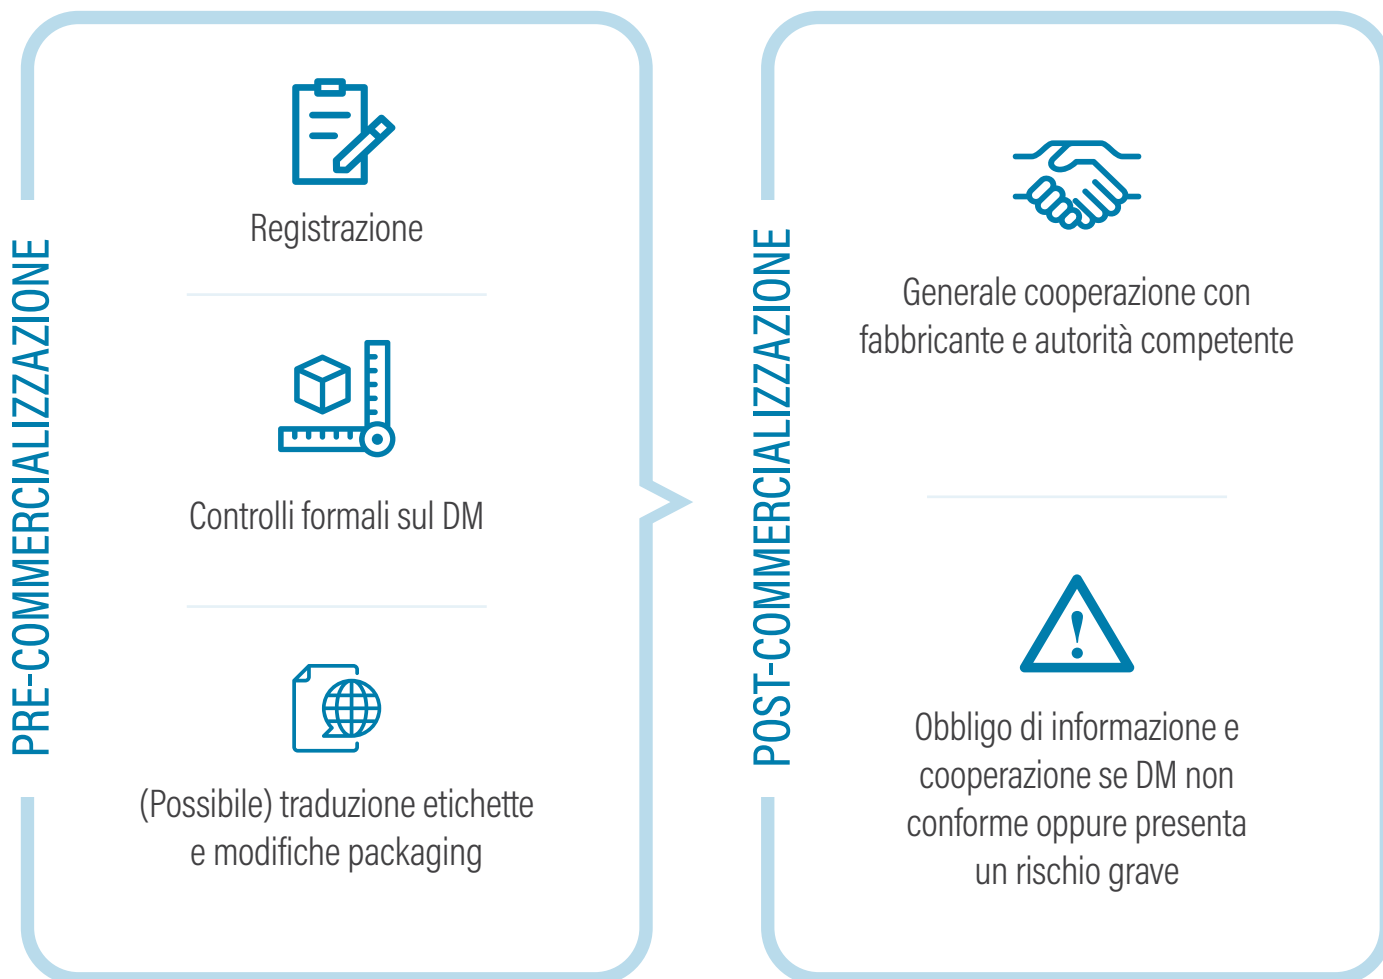 PRE-COMMERCIALIZZAZIONE
Registrazione
Controlli formali sul DM
(Possibile) traduzione etichette
e modifiche packaging
POST-COMMERCIALIZZAZIONE
Generale cooperazione con
fabbricante e autorità competente
Obbligo di informazione e
cooperazione se DM non
conforme oppure presenta
un rischio grave